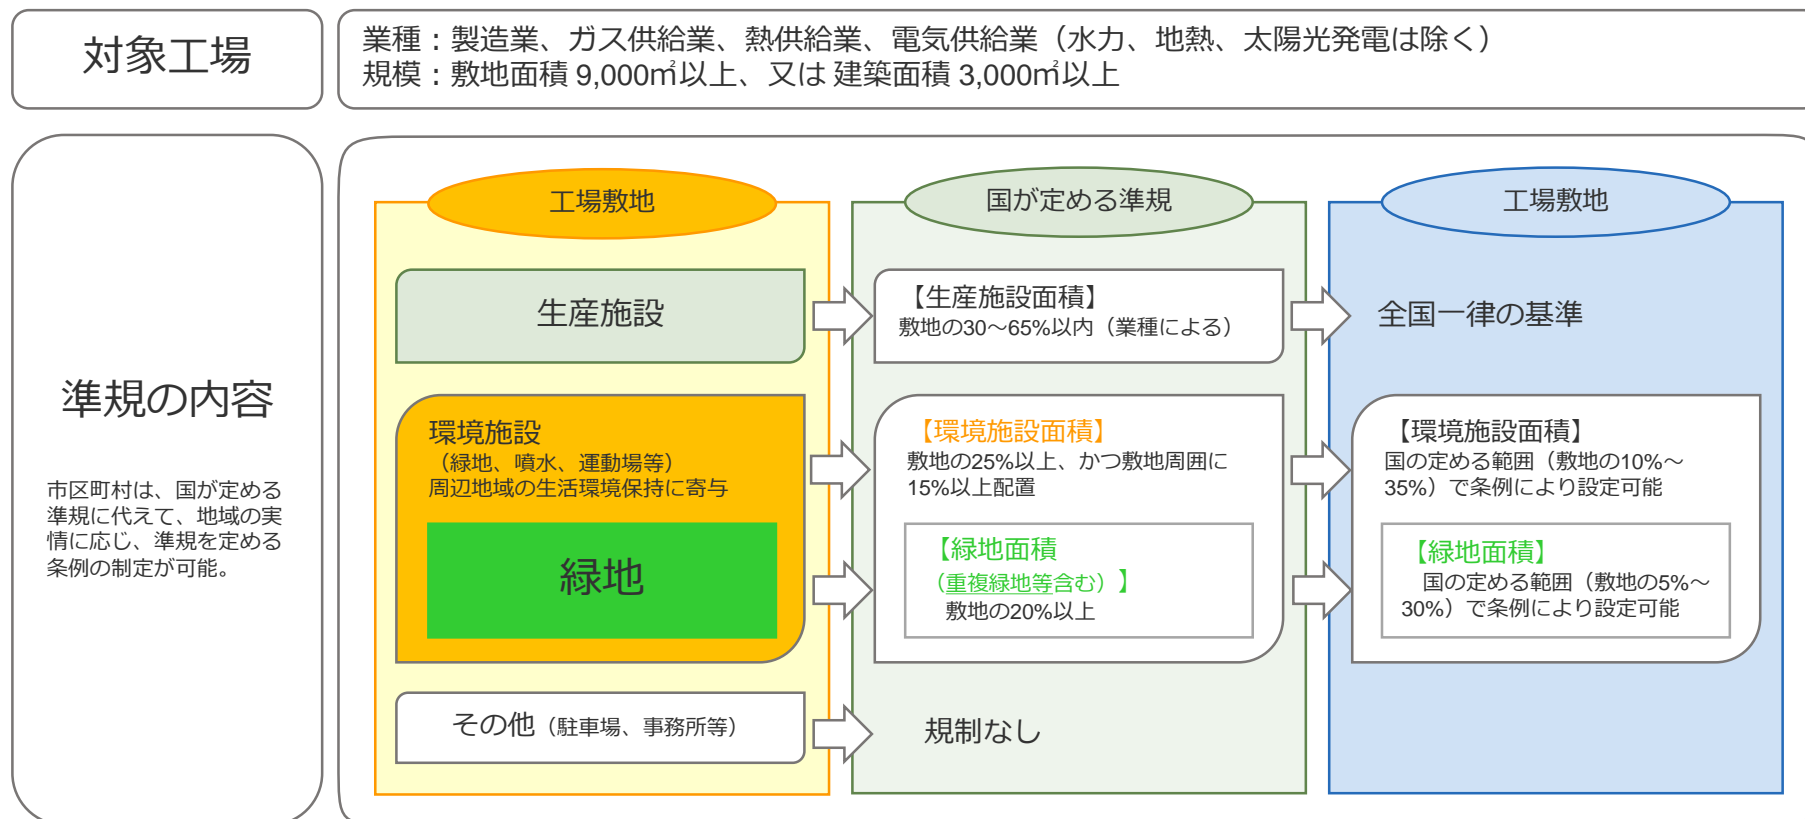 対象工場
業種：製造業、ガス供給業、熱供給業、電気供給業（水力、地熱、太陽光発電は除く）
規模：敷地面積 9,000㎡以上、又は 建築面積 3,000㎡以上
準規の内容
市区町村は、国が定める
準規に代えて、地域の実
情に応じ、準規を定める
条例の制定が可能。
工場敷地
国が定める準規
工場敷地
生産施設
【生産施設面積】
敷地の30～65%以内（業種による）
全国一律の基準
環境施設
（緑地、噴水、運動場等）
周辺地域の生活環境保持に寄与
【環境施設面積】
敷地の25%以上、かつ敷地周囲に
15%以上配置
【環境施設面積】
国の定める範囲（敷地の10%～
35%）で条例により設定可能
緑地
【緑地面積
（重複緑地等含む）】
敷地の20%以上
【緑地面積】
国の定める範囲（敷地の5%～
30%）で条例により設定可能
その他（駐車場、事務所等）
規制なし